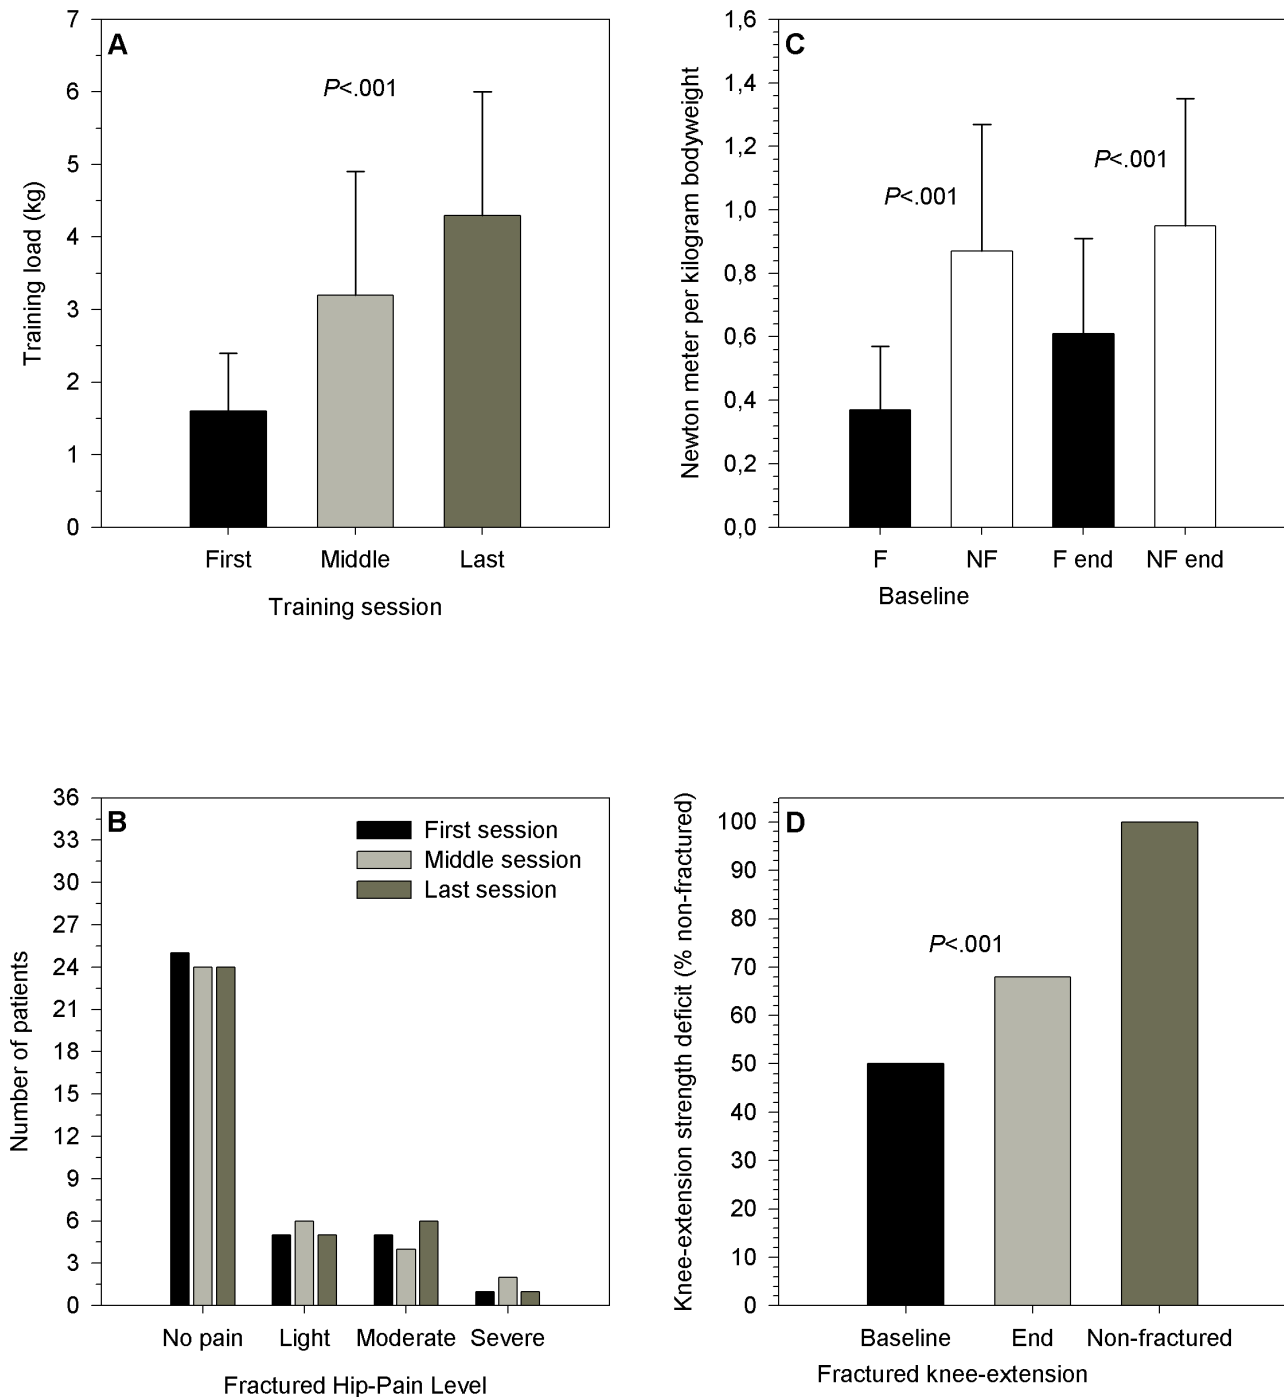 A
P<.001
Training load (kg)
7
6
5
4
3
2
1
0
First Middle Last
Training session
C
P<.001
P<.001
Newton meter per kilogram bodyweight
1,6
1,4
1,2
1,0
0,8
0,6
0,4
0,2
0,0
F NF F end NF end
Baseline
B
First session
Middle session
Last session
Number of patients
36
33
30
27
24
21
18
15
12
9
6
3
0
No pain Light Moderate Severe
Fractured Hip-Pain Level
D
P<.001
Knee-extension strength deficit (% non-fractured)
100
90
80
70
60
50
40
30
20
10
0
Baseline End Non-fractured
Fractured knee-extension